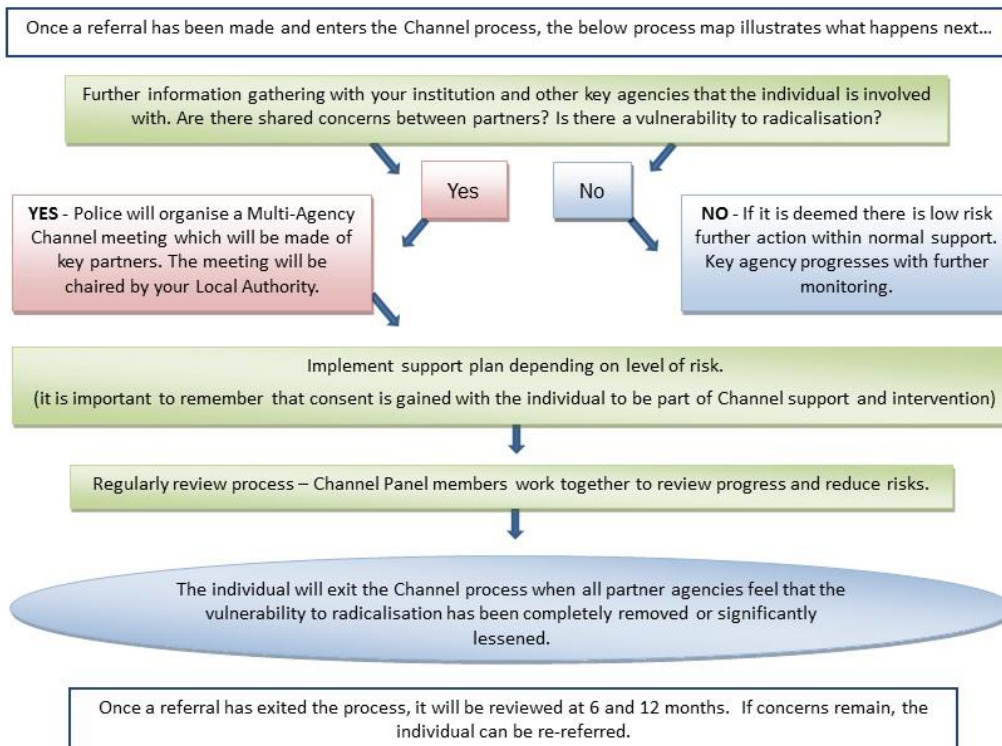 Once a referral has been made and enters the Channel process, the below process map illustrates what happens next…
Further information gathering with your institution and other key agencies that the individual is involved
with. Are there shared concerns between partners? Is there a vulnerability to radicalisation?
Yes
No
YES - Police will organise a Multi-Agency
Channel meeting which will be made of
key partners. The meeting will be
chaired by your Local Authority.
NO - If it is deemed there is low risk
further action within normal support.
Key agency progresses with further
monitoring.
Implement support plan depending on level of risk.
(it is important to remember that consent is gained with the individual to be part of Channel support and intervention)
Regularly review process – Channel Panel members work together to review progress and reduce risks.
The individual will exit the Channel process when all partner agencies feel that the
vulnerability to radicalisation has been completely removed or significantly
lessened.
Once a referral has exited the process, it will be reviewed at 6 and 12 months. If concerns remain, the
individual can be re-referred.